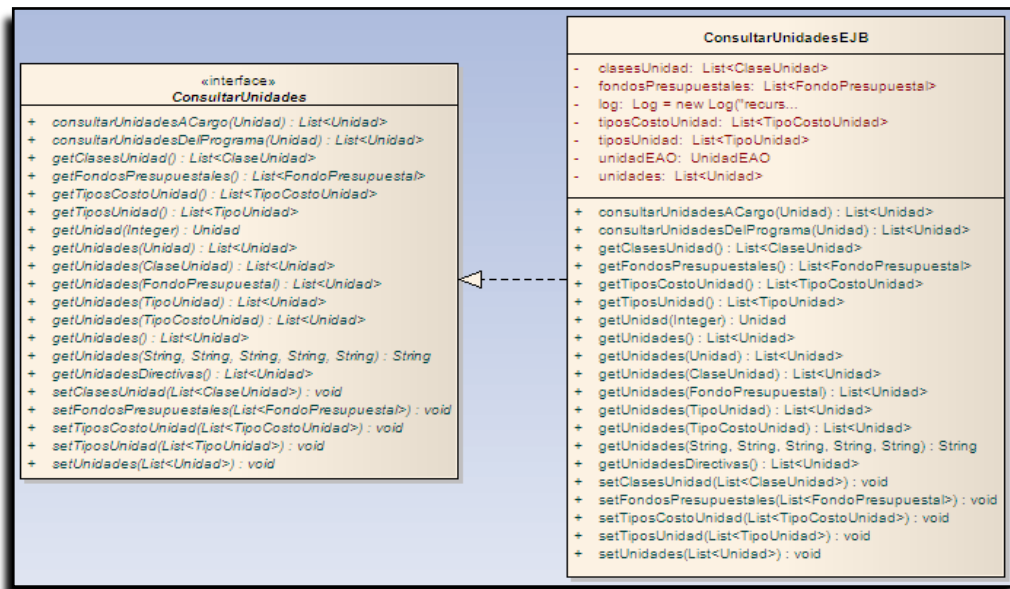 «interface»
ConsultarUnidades
+ consultarUnidadesACargo(Unidad) : List<Unidad>
+ consultarUnidadesDelPrograma(Unidad) : List<Unidad>
+ getClasesUnidad() : List<ClaseUnidad>
+ getFondosPresupuestales() : List<FondoPresupuestal>
+ getTiposCostoUnidad() : List<TipoCostoUnidad>
+ getTiposUnidad() : List<TipoUnidad>
+ getUnidad(Integer) : Unidad
+ getUnidades(Unidad) : List<Unidad>
+ getUnidades(ClaseUnidad) : List<Unidad>
+ getUnidades(FondoPresupuestal) : List<Unidad>
+ getUnidades(TipoUnidad) : List<Unidad>
+ getUnidades(TipoCostoUnidad) : List<Unidad>
+ getUnidades() : List<Unidad>
+ getUnidades(String, String, String, String, String) : String
+ getUnidadesDirectivas() : List<Unidad>
+ setClasesUnidad(List<ClaseUnidad>) : void
+ setFondosPresupuestales(List<FondoPresupuestal>) : void
+ setTiposCostoUnidad(List<TipoCostoUnidad>) : void
+ setTiposUnidad(List<TipoUnidad>) : void
+ setUnidades(List<Unidad>) : void
ConsultarUnidadesEJB
- clasesUnidad: List<ClaseUnidad>
- fondosPresupuestales: List<FondoPresupuestal>
- log: Log = new Log("recurs...
- tiposCostoUnidad: List<TipoCostoUnidad>
- tiposUnidad: List<TipoUnidad>
- unidadEAO: UnidadEAO
- unidades: List<Unidad>
+ consultarUnidadesACargo(Unidad) : List<Unidad>
+ consultarUnidadesDelPrograma(Unidad) : List<Unidad>
+ getClasesUnidad() : List<ClaseUnidad>
+ getFondosPresupuestales() : List<FondoPresupuestal>
+ getTiposCostoUnidad() : List<TipoCostoUnidad>
+ getTiposUnidad() : List<TipoUnidad>
+ getUnidad(Integer) : Unidad
+ getUnidades() : List<Unidad>
+ getUnidades(Unidad) : List<Unidad>
+ getUnidades(ClaseUnidad) : List<Unidad>
+ getUnidades(FondoPresupuestal) : List<Unidad>
+ getUnidades(TipoUnidad) : List<Unidad>
+ getUnidades(TipoCostoUnidad) : List<Unidad>
+ getUnidades(String, String, String, String, String) : String
+ getUnidadesDirectivas() : List<Unidad>
+ setClasesUnidad(List<ClaseUnidad>) : void
+ setFondosPresupuestales(List<FondoPresupuestal>) : void
+ setTiposCostoUnidad(List<TipoCostoUnidad>) : void
+ setTiposUnidad(List<TipoUnidad>) : void
+ setUnidades(List<Unidad>) : void